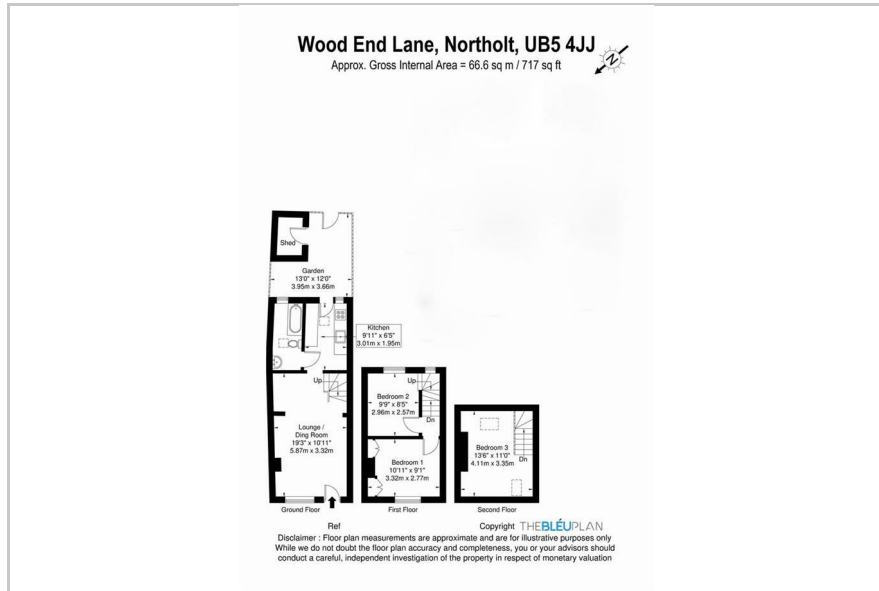 Wood End Lane, Northolt, UB5 4JJ
Approx. Gross Internal Area = 66.6 sq m / 717 sq ft
N
Shed
Garden
13'0" x 12'0"
3.95m x 3.66m
Kitchen
9'11" x 6'5"
3.01m x 1.95m
Up
Lounge /
Ding Room
19'3" x 10'11"
5.87m x 3.32m
Ground Floor
Up
Bedroom 2
9'9" x 8'5"
2.96m x 2.57m
Dn
Bedroom 1
10'11" x 9'1"
3.32m x 2.77m
First Floor
Bedroom 3
13'6" x 11'0"
4.11m x 3.35m
Dn
Second Floor
Ref
Copyright THEBLÉUPLAN
Disclaimer : Floor plan measurements are approximate and are for illustrative purposes only
While we do not doubt the floor plan accuracy and completeness, you or your advisors should
conduct a careful, independent investigation of the property in respect of monetary valuation